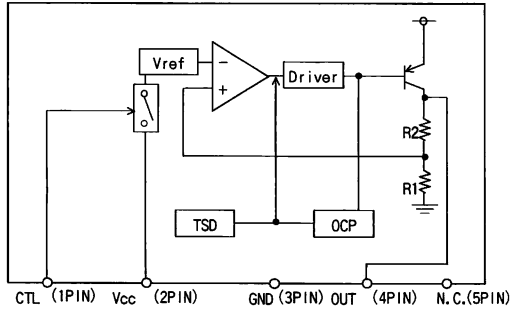 Vref
−
+
Driver
R2
R1
TSD
OCP
CTL (1PIN) Vcc (2PIN) GND (3PIN) OUT (4PIN) N.C.(5PIN)